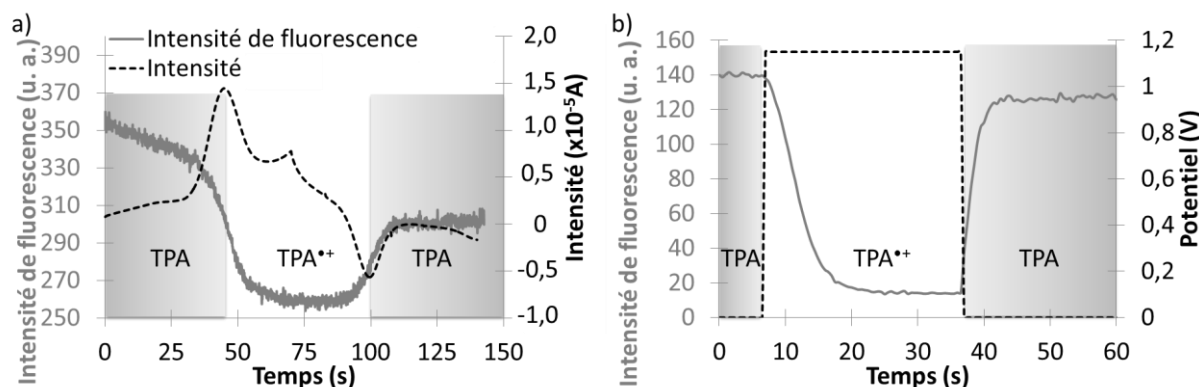 a)
Intensité de fluorescence (u. a.)
390
370
350
330
310
290
270
250
Intensité de fluorescence
Intensité
TPA
TPA•+
TPA
2,0
1,5
1,0
0,5
0
-0,5
-1,0
Intensité (x10-5A)
0 25 50 75 100 125 150
Temps (s)
b)
Intensité de fluorescence (u. a.)
160
140
120
100
80
60
40
20
0
TPA
TPA•+
TPA
1,2
1
0,8
0,6
0,4
0,2
0
Potentiel (V)
0 20 40 60
Temps (s)